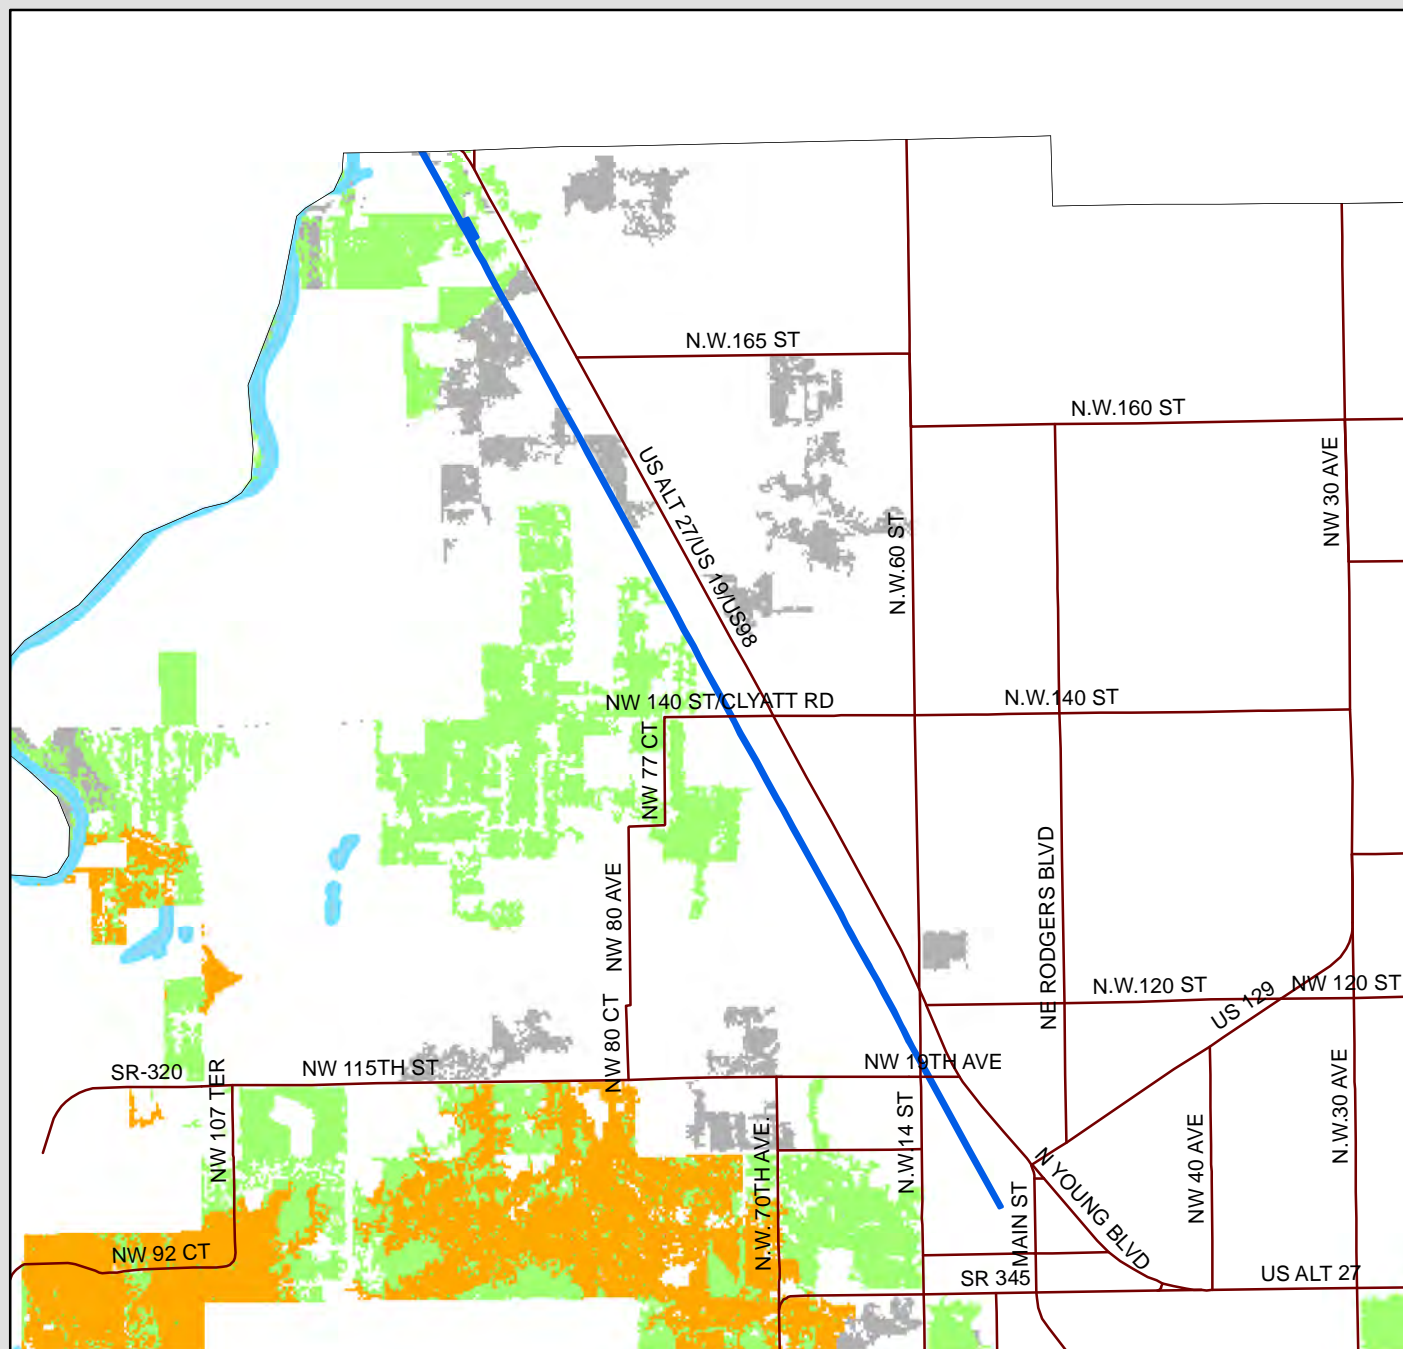 N.W.165 ST
N.W.160 ST
NW 30 AVE
US ALT 27/US 19/US98
N.W.60 ST
NW 140 ST/CLYATT RD
N.W.140 ST
NW 77 CT
NE RODGERS BLVD
NW 80 AVE
N.W.120 ST
NW 120 ST
US 129
NW 80 CT
SR-320
NW 115TH ST
NW 19TH AVE
NW 107 TER
N.W.14 ST
N.W.30 AVE
N.W. 70TH AVE.
NW 40 AVE
N YOUNG BLVD
MAIN ST
NW 92 CT
SR 345
US ALT 27